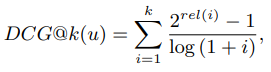 DCG@k(u) = \sum_{i=1}^{k} \frac{2^{rel(i)} - 1}{\log (1 + i)},